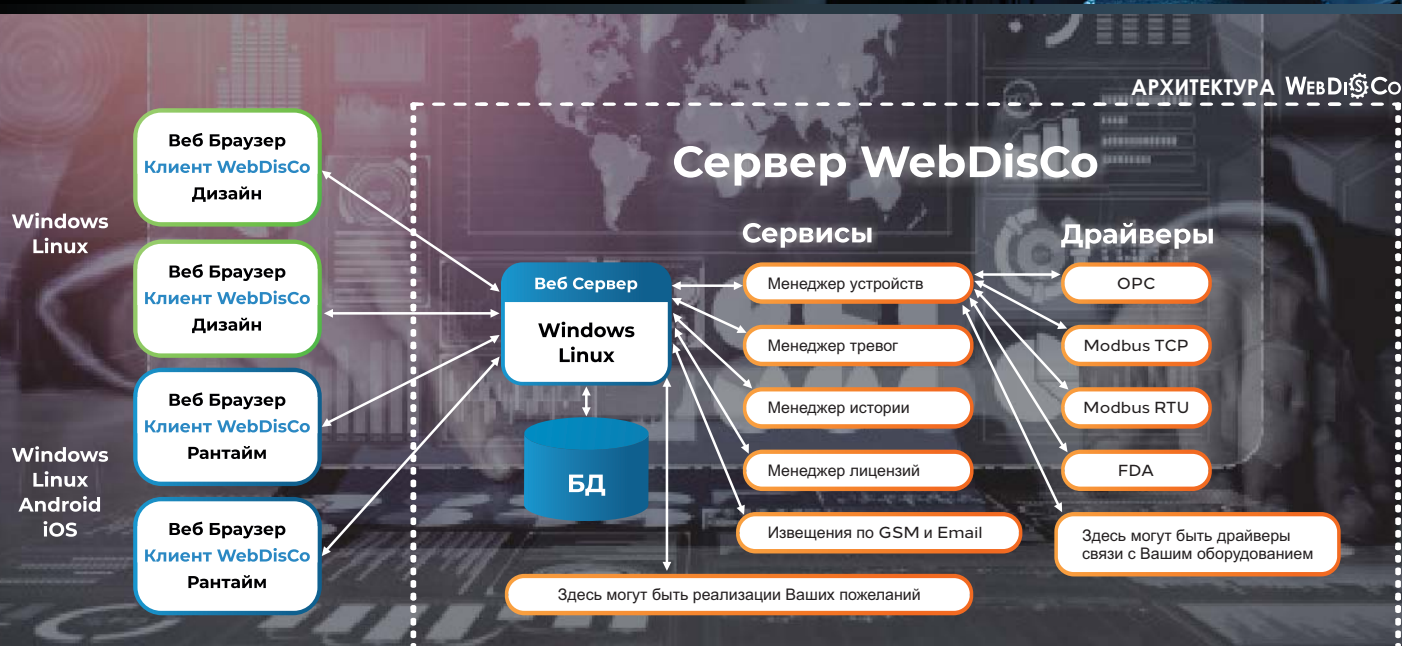 АРХИТЕКТУРА WEBDISCO
Сервер WebDisCo
Windows
Linux
Веб Браузер
Клиент WebDisCo
Дизайн
Веб Браузер
Клиент WebDisCo
Дизайн
Windows
Linux
Android
iOS
Веб Браузер
Клиент WebDisCo
Рантайм
Веб Браузер
Клиент WebDisCo
Рантайм
Веб Сервер
Windows
Linux
БД
Сервисы
Менеджер устройств
Менеджер тревог
Менеджер истории
Менеджер лицензий
Извещения по GSM и Email
Здесь могут быть реализации Ваших пожеланий
Драйверы
OPC
Modbus TCP
Modbus RTU
FDA
Здесь могут быть драйверы
связи с Вашим оборудованием